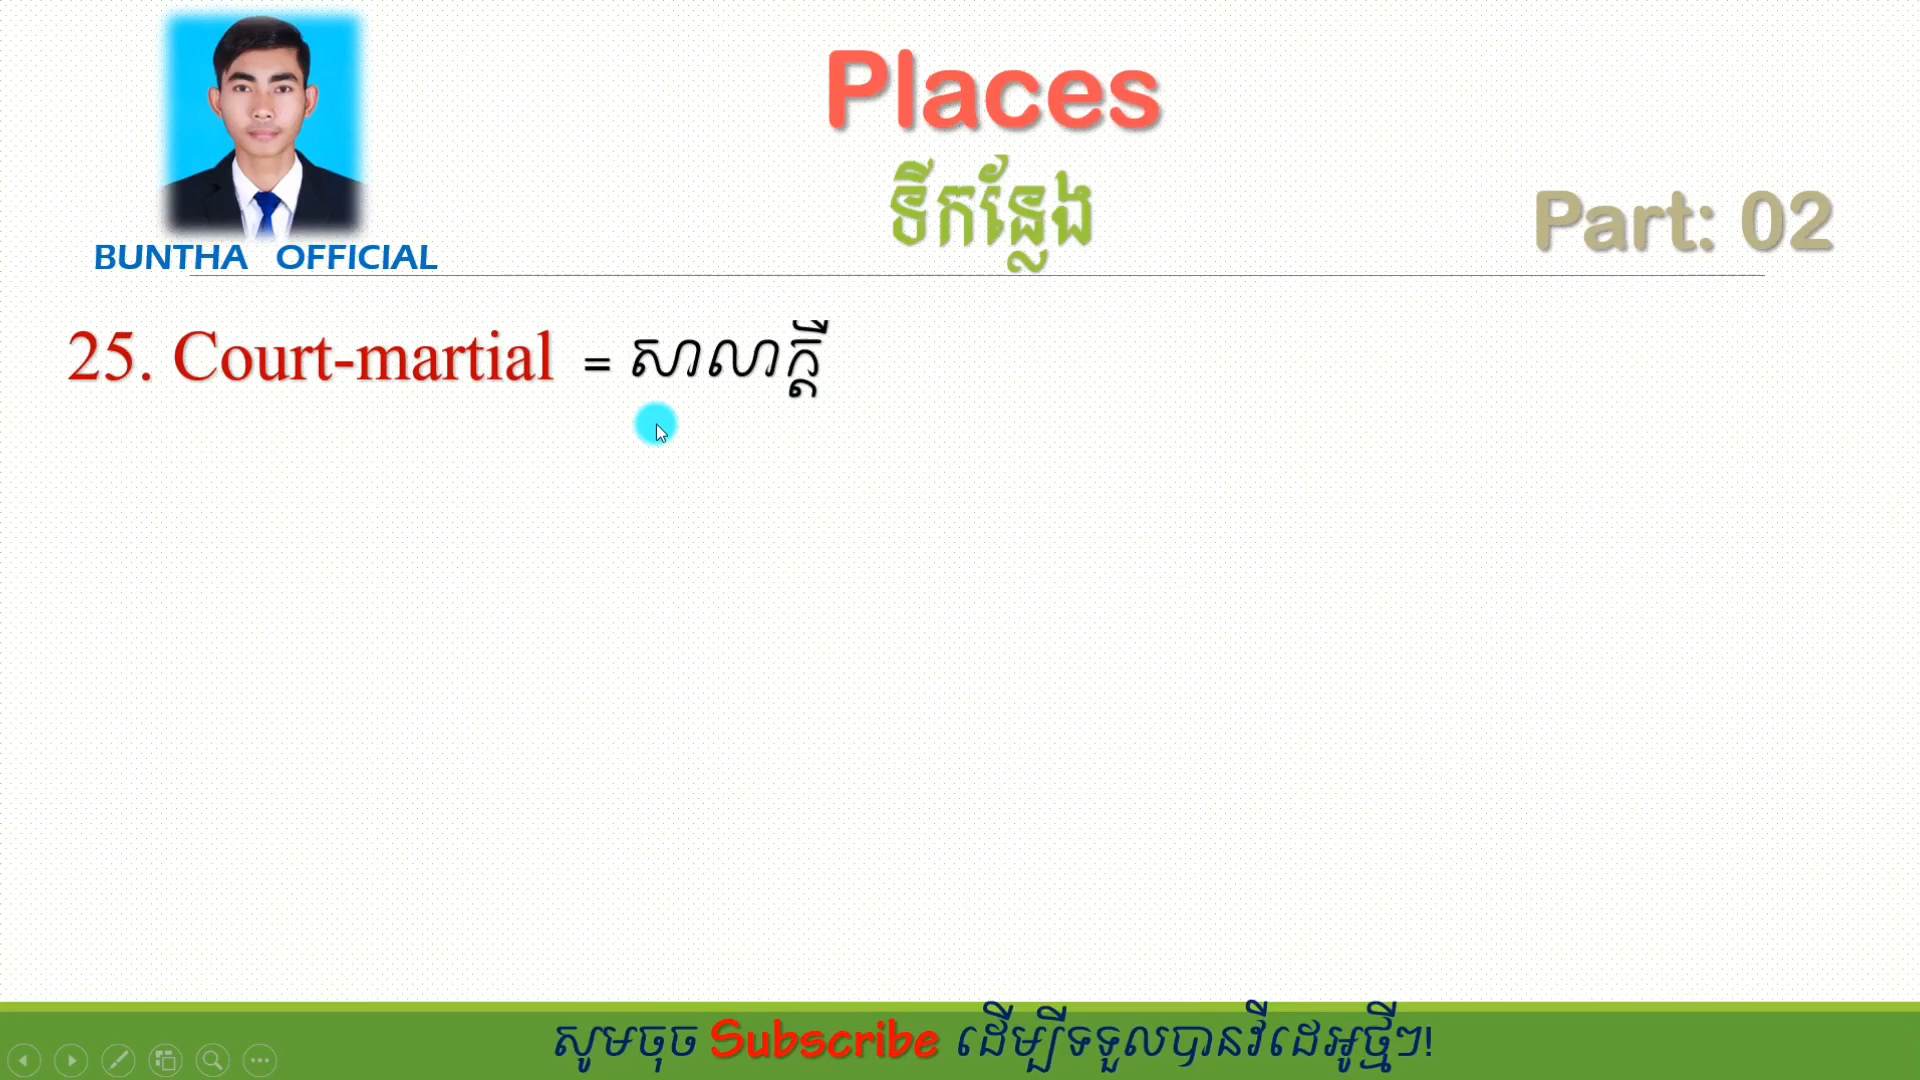 Places
ទីកន្លែង
Part: 02
BUNTHA OFFICIAL
25. Court-martial = សាលាក្ដី
សូមចុច Subscribe ដើម្បីទទួលបានវីដេអូថ្មីៗ!